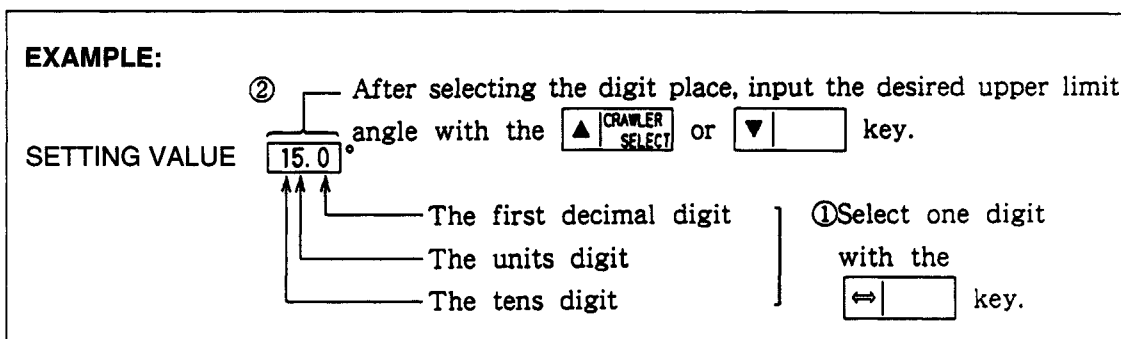 EXAMPLE:
② After selecting the digit place, input the desired upper limit
angle with the ▲ CRAWLER SELECT or ▼ key.
SETTING VALUE 15.0°
The first decimal digit
The units digit
The tens digit
①Select one digit
with the
⇔ key.